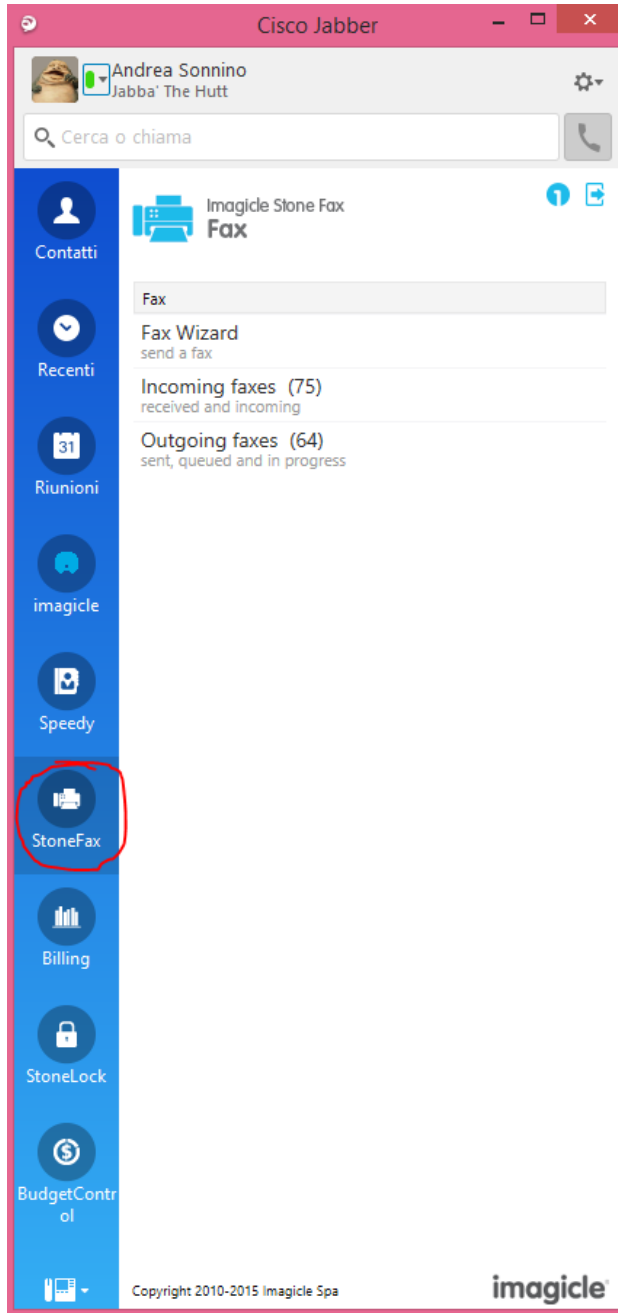 Cisco Jabber
Andrea Sonnino
Jabba' The Hutt
Cerca o chiama
Contatti
Recenti
31
Riunioni
imagicle
Speedy
StoneFax
Billing
StoneLock
BudgetContr
ol
Imagicle Stone Fax
Fax
Fax
Fax Wizard
send a fax
Incoming faxes (75)
received and incoming
Outgoing faxes (64)
sent, queued and in progress
Copyright 2010-2015 Imagicle Spa
imagicle